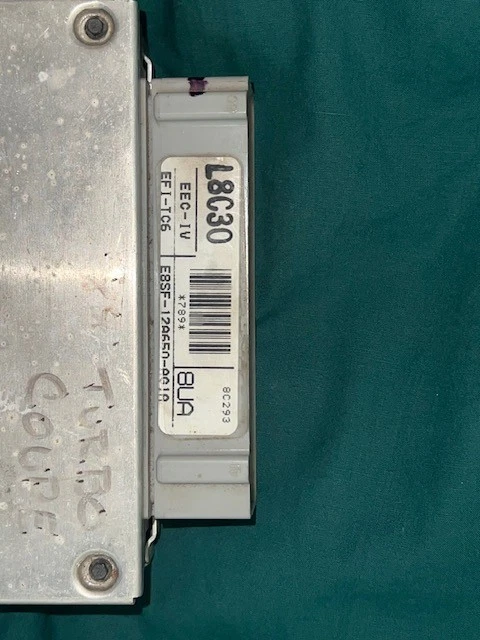 L8C30
EEC-IV
EFI-TC6
*789*
E8SF-12A650-
8UA
8C293
TURBO
COUPE